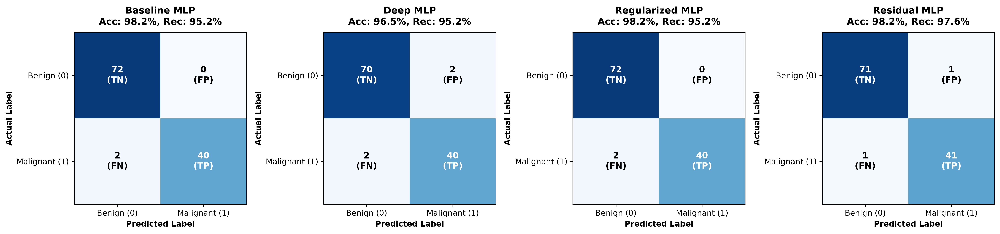 Baseline MLP
Acc: 98.2%, Rec: 95.2%
Actual Label
Benign (0)
Malignant (1)
72
(TN)
0
(FP)
2
(FN)
40
(TP)
Benign (0)
Malignant (1)
Predicted Label
Deep MLP
Acc: 96.5%, Rec: 95.2%
Actual Label
Benign (0)
Malignant (1)
70
(TN)
2
(FP)
2
(FN)
40
(TP)
Benign (0)
Malignant (1)
Predicted Label
Regularized MLP
Acc: 98.2%, Rec: 95.2%
Actual Label
Benign (0)
Malignant (1)
72
(TN)
0
(FP)
2
(FN)
40
(TP)
Benign (0)
Malignant (1)
Predicted Label
Residual MLP
Acc: 98.2%, Rec: 97.6%
Actual Label
Benign (0)
Malignant (1)
71
(TN)
1
(FP)
1
(FN)
41
(TP)
Benign (0)
Malignant (1)
Predicted Label